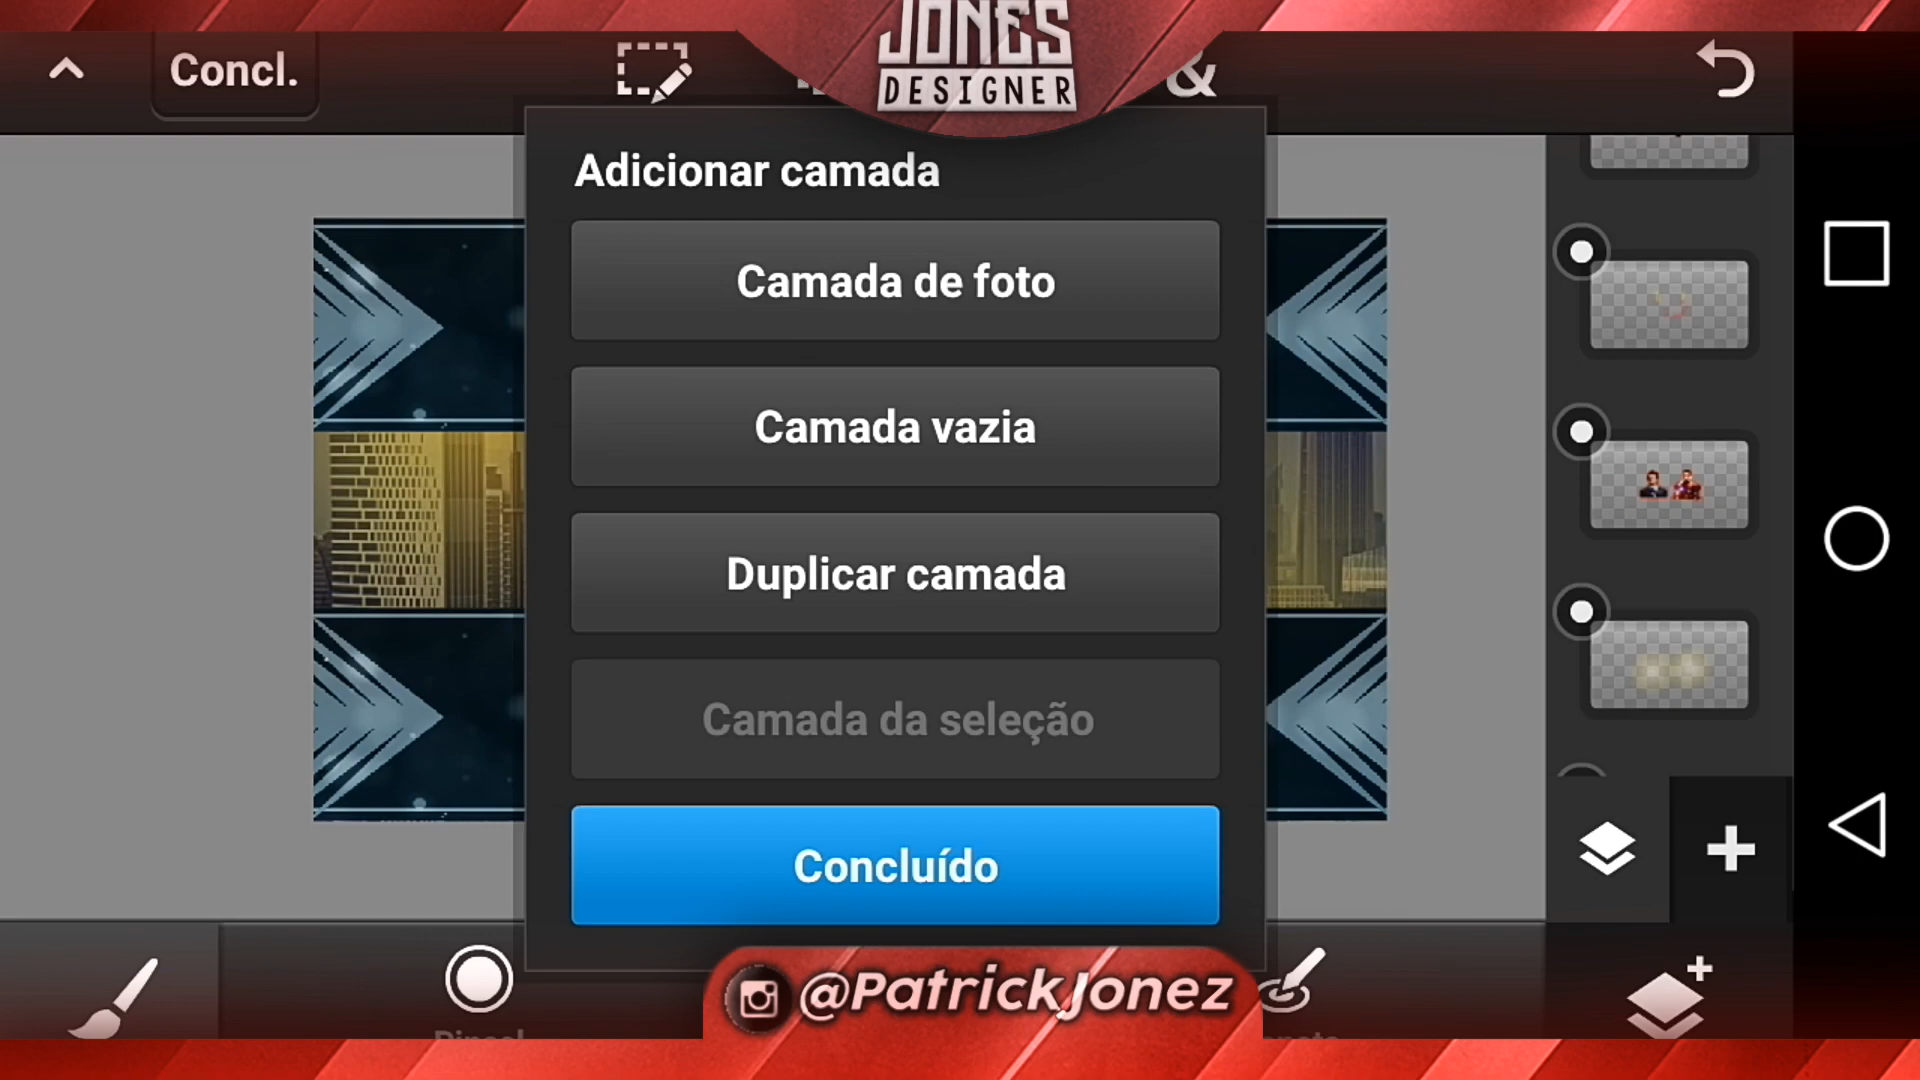 JONES
DESIGNER
Concl.
&
Adicionar camada
Camada de foto
Camada vazia
Duplicar camada
Camada da seleção
Concluído
@PatrickJonez